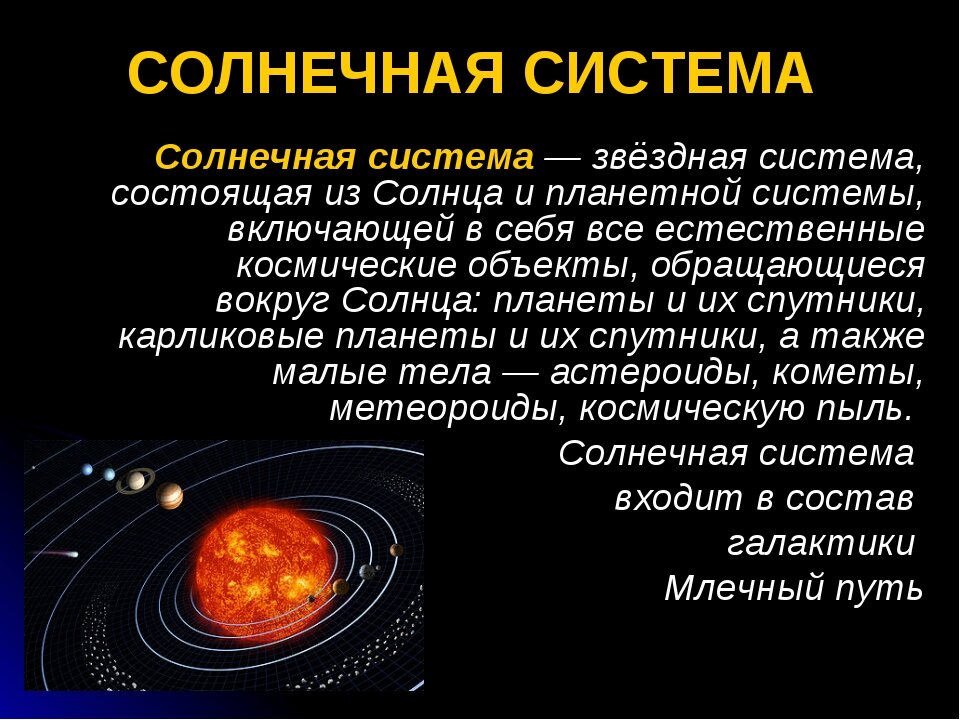 СОЛНЕЧНАЯ СИСТЕМА
Солнечная система — звёздная система,
состоящая из Солнца и планетной системы,
включающей в себя все естественные
космические объекты, обращающиеся
вокруг Солнца: планеты и их спутники,
карликовые планеты и их спутники, а также
малые тела — астероиды, кометы,
метеороиды, космическую пыль.
Солнечная система
входит в состав
галактики
Млечный путь